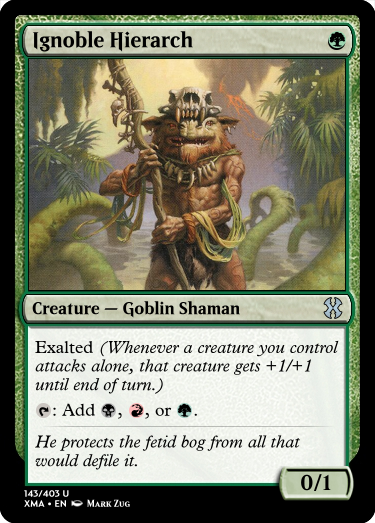 Ignoble Hierarch
Creature — Goblin Shaman
Exalted (Whenever a creature you control
attacks alone, that creature gets +1/+1
until end of turn.)
: Add , , or .
He protects the fetid bog from all that
would defile it.
0/1
143/403 U
XMA • EN Mark Zug